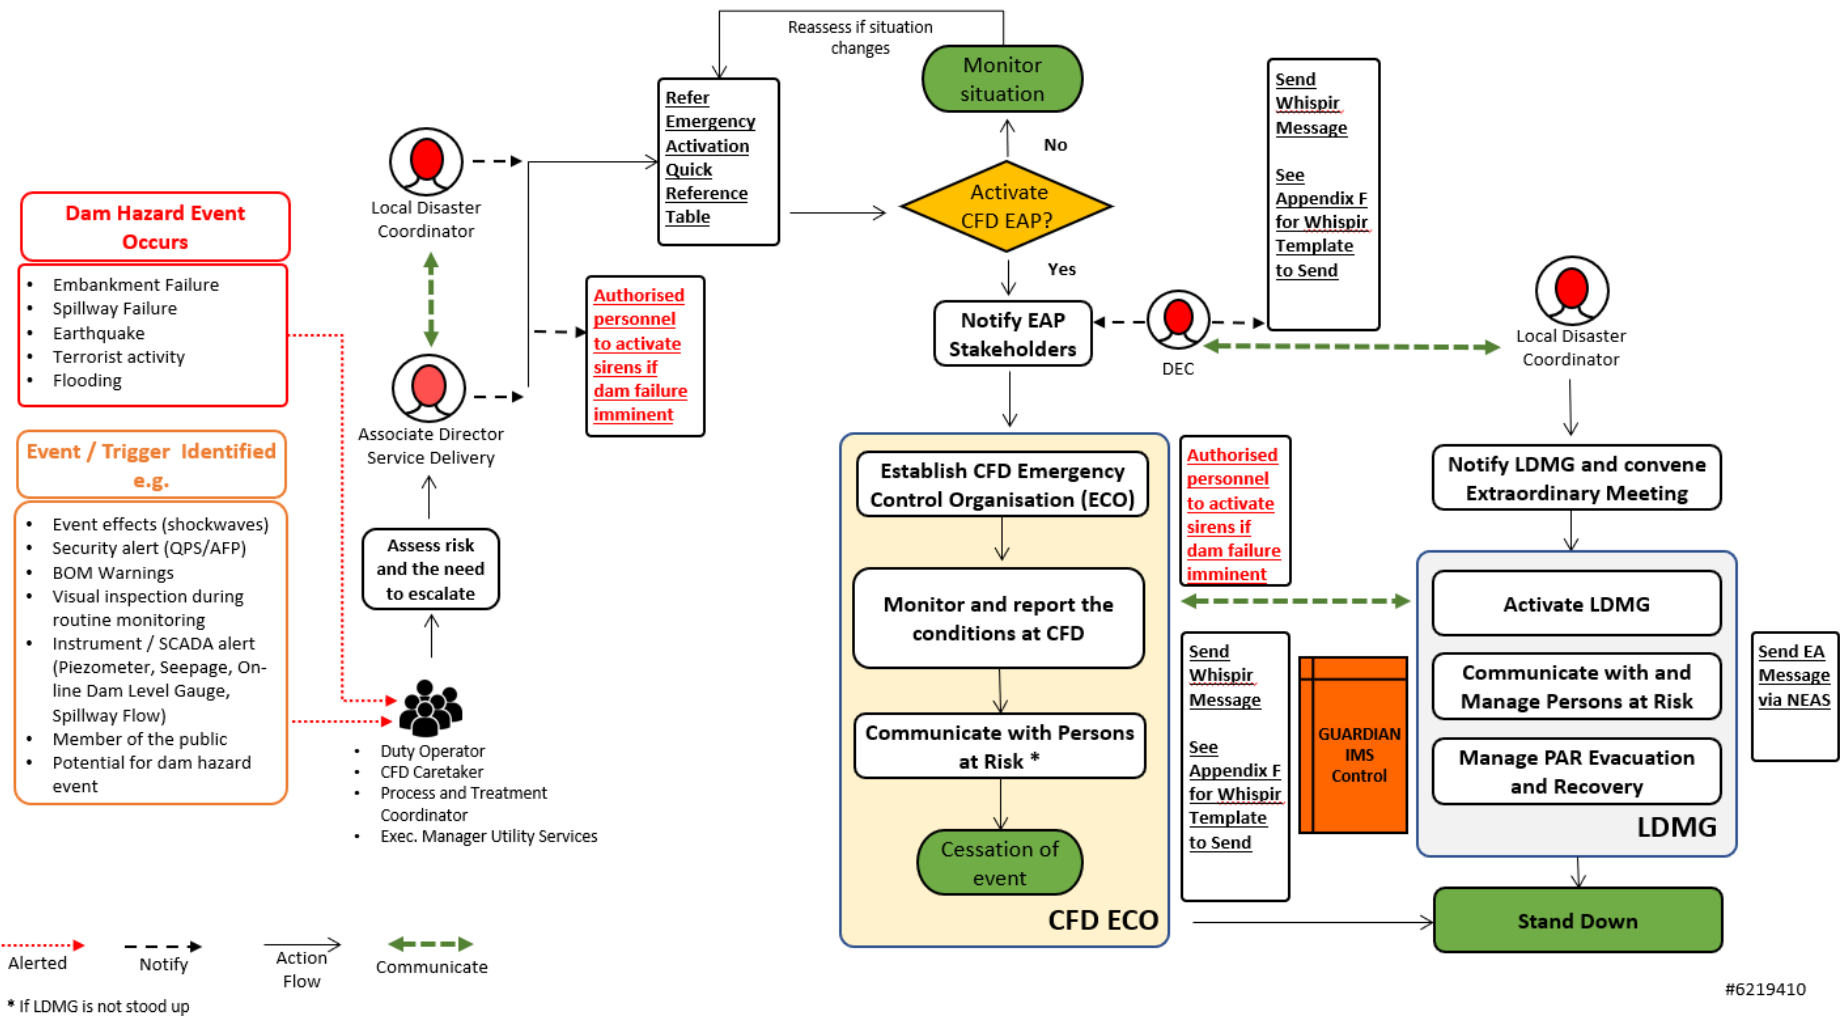 Reassess if situation
changes
Monitor
situation
No
Refer
Emergency
Activation
Quick
Reference
Table
Activate
CFD EAP?
Yes
Send
Whispir
Message
See
Appendix F
for Whispir
Template
to Send
Local Disaster
Coordinator
Dam Hazard Event
Occurs
• Embankment Failure
• Spillway Failure
• Earthquake
• Terrorist activity
• Flooding
Authorised
personnel
to activate
sirens if
dam failure
imminent
Notify EAP
Stakeholders
DEC
Local Disaster
Coordinator
Associate Director
Service Delivery
Event / Trigger Identified
e.g.
• Event effects (shockwaves)
• Security alert (QPS/AFP)
• BOM Warnings
• Visual inspection during
routine monitoring
• Instrument / SCADA alert
(Piezometer, Seepage, On-
line Dam Level Gauge,
Spillway Flow)
• Member of the public
• Potential for dam hazard
event
Assess risk
and the need
to escalate
• Duty Operator
• CFD Caretaker
• Process and Treatment
Coordinator
• Exec. Manager Utility Services
Establish CFD Emergency
Control Organisation (ECO)
Monitor and report the
conditions at CFD
Communicate with Persons
at Risk *
Cessation of
event
CFD ECO
Authorised
personnel
to activate
sirens if
dam failure
imminent
Send
Whispir
Message
See
Appendix F
for Whispir
Template
to Send
GUARDIAN
IMS
Control
Notify LDMG and convene
Extraordinary Meeting
Activate LDMG
Communicate with and
Manage Persons at Risk
Manage PAR Evacuation
and Recovery
LDMG
Send EA
Message
via NEAS
Stand Down
Alerted
Notify
Action
Flow
Communicate
* If LDMG is not stood up
#6219410